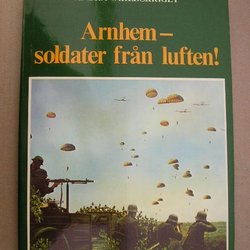 Arnhem –
soldater från luften!